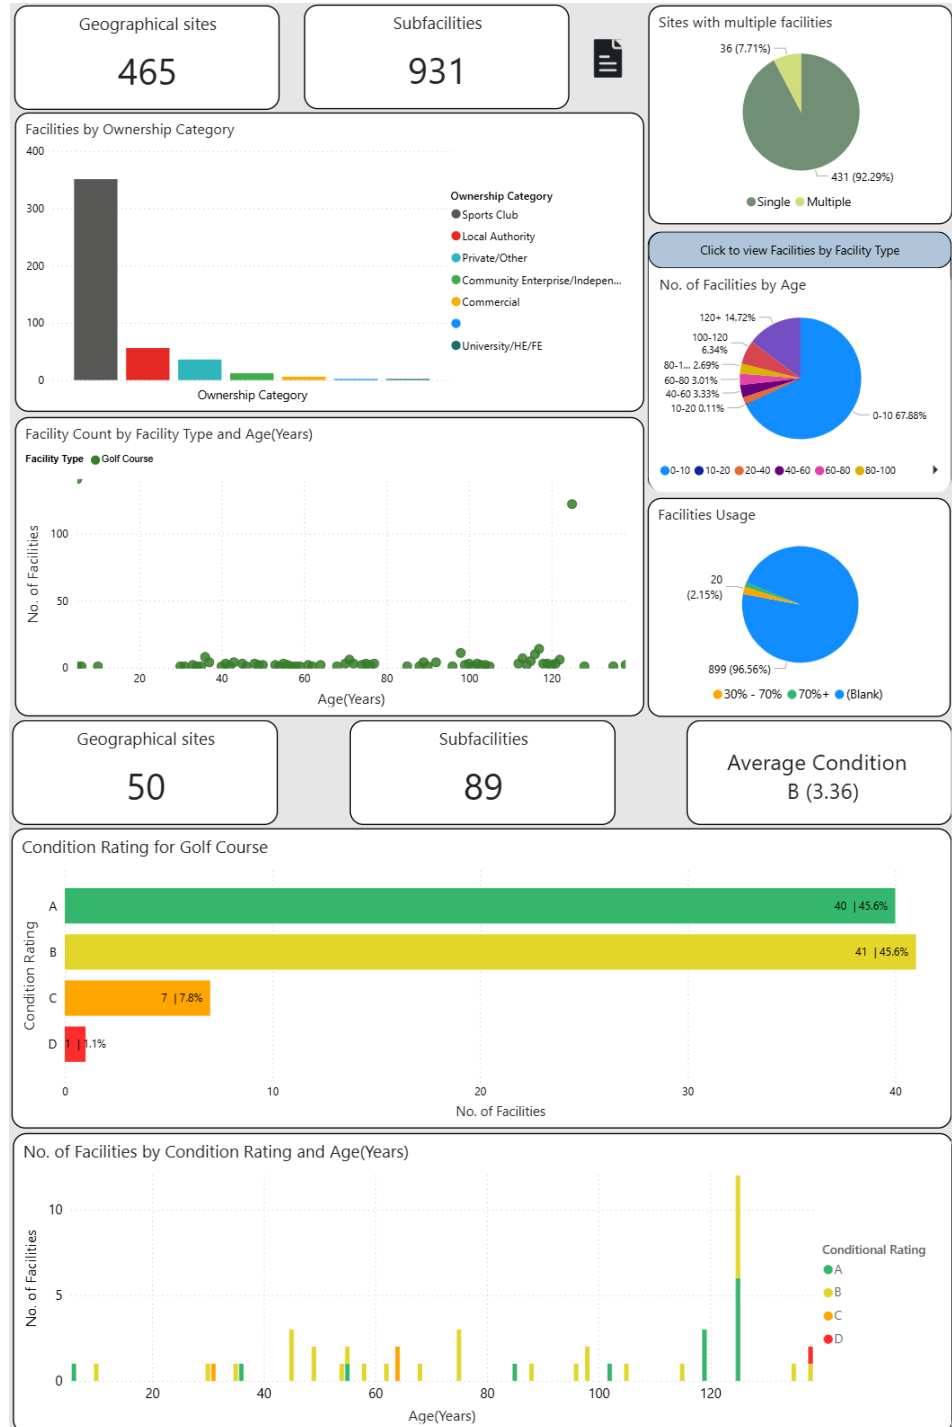 Geographical sites
465
Subfacilities
931
Sites with multiple facilities
36 (7.71%)
431 (92.29%)
Single Multiple
Facilities by Ownership Category
400
300
200
100
0
Ownership Category
Ownership Category
Sports Club
Local Authority
Private/Other
Community Enterprise/Indepen...
Commercial
University/HE/FE
Click to view Facilities by Facility Type
No. of Facilities by Age
120+ 14.72%
100-120
6.34%
80-1... 2.69%
60-80 3.01%
40-60 3.33%
10-20 0.11%
0-10 67.88%
0-10 10-20 20-40 40-60 60-80 80-100
Facility Count by Facility Type and Age(Years)
Facility Type Golf Course
No. of Facilities
100
50
0
20 40 60 80 100 120
Age(Years)
Facilities Usage
20
(2.15%)
899 (96.56%)
30% - 70% 70%+ (Blank)
Geographical sites
50
Subfacilities
89
Average Condition
B (3.36)
Condition Rating for Golf Course
Condition Rating
A 40 | 45.6%
B 41 | 45.6%
C 7 | 7.8%
D 1 | 1.1%
0 10 20 30 40
No. of Facilities
No. of Facilities by Condition Rating and Age(Years)
No. of Facilities
10
5
0
20 40 60 80 100 120
Age(Years)
Conditional Rating
A
B
C
D